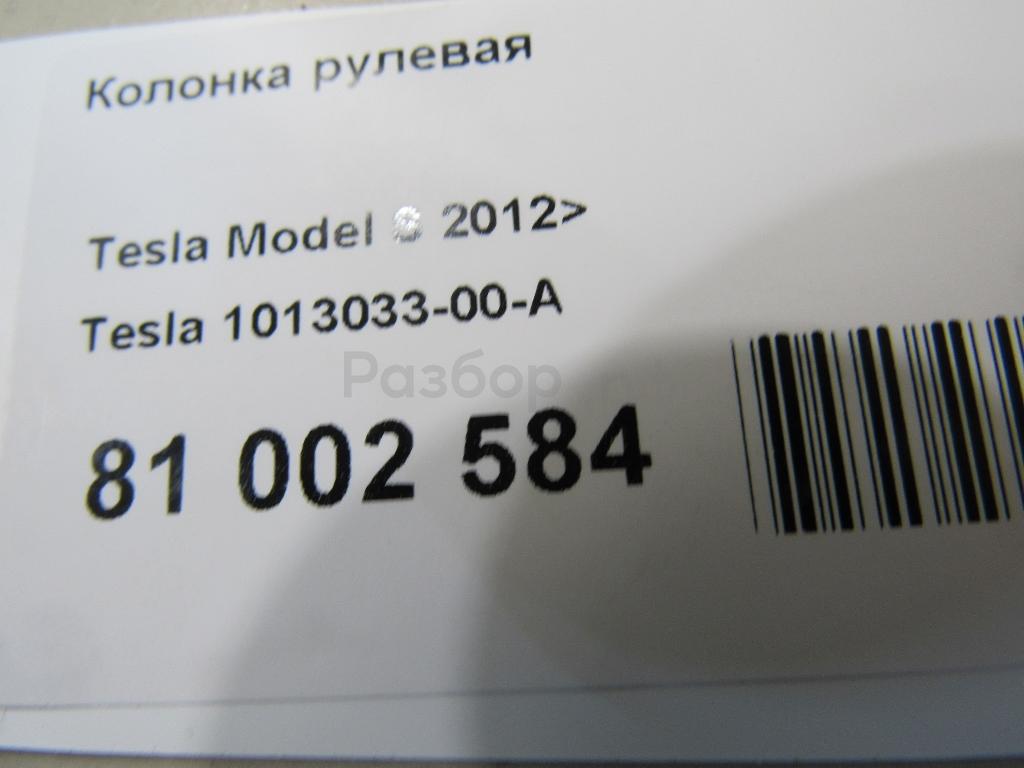 Колонка рулевая
Tesla Model S 2012>
Tesla 1013033-00-A
Разбор
81 002 584